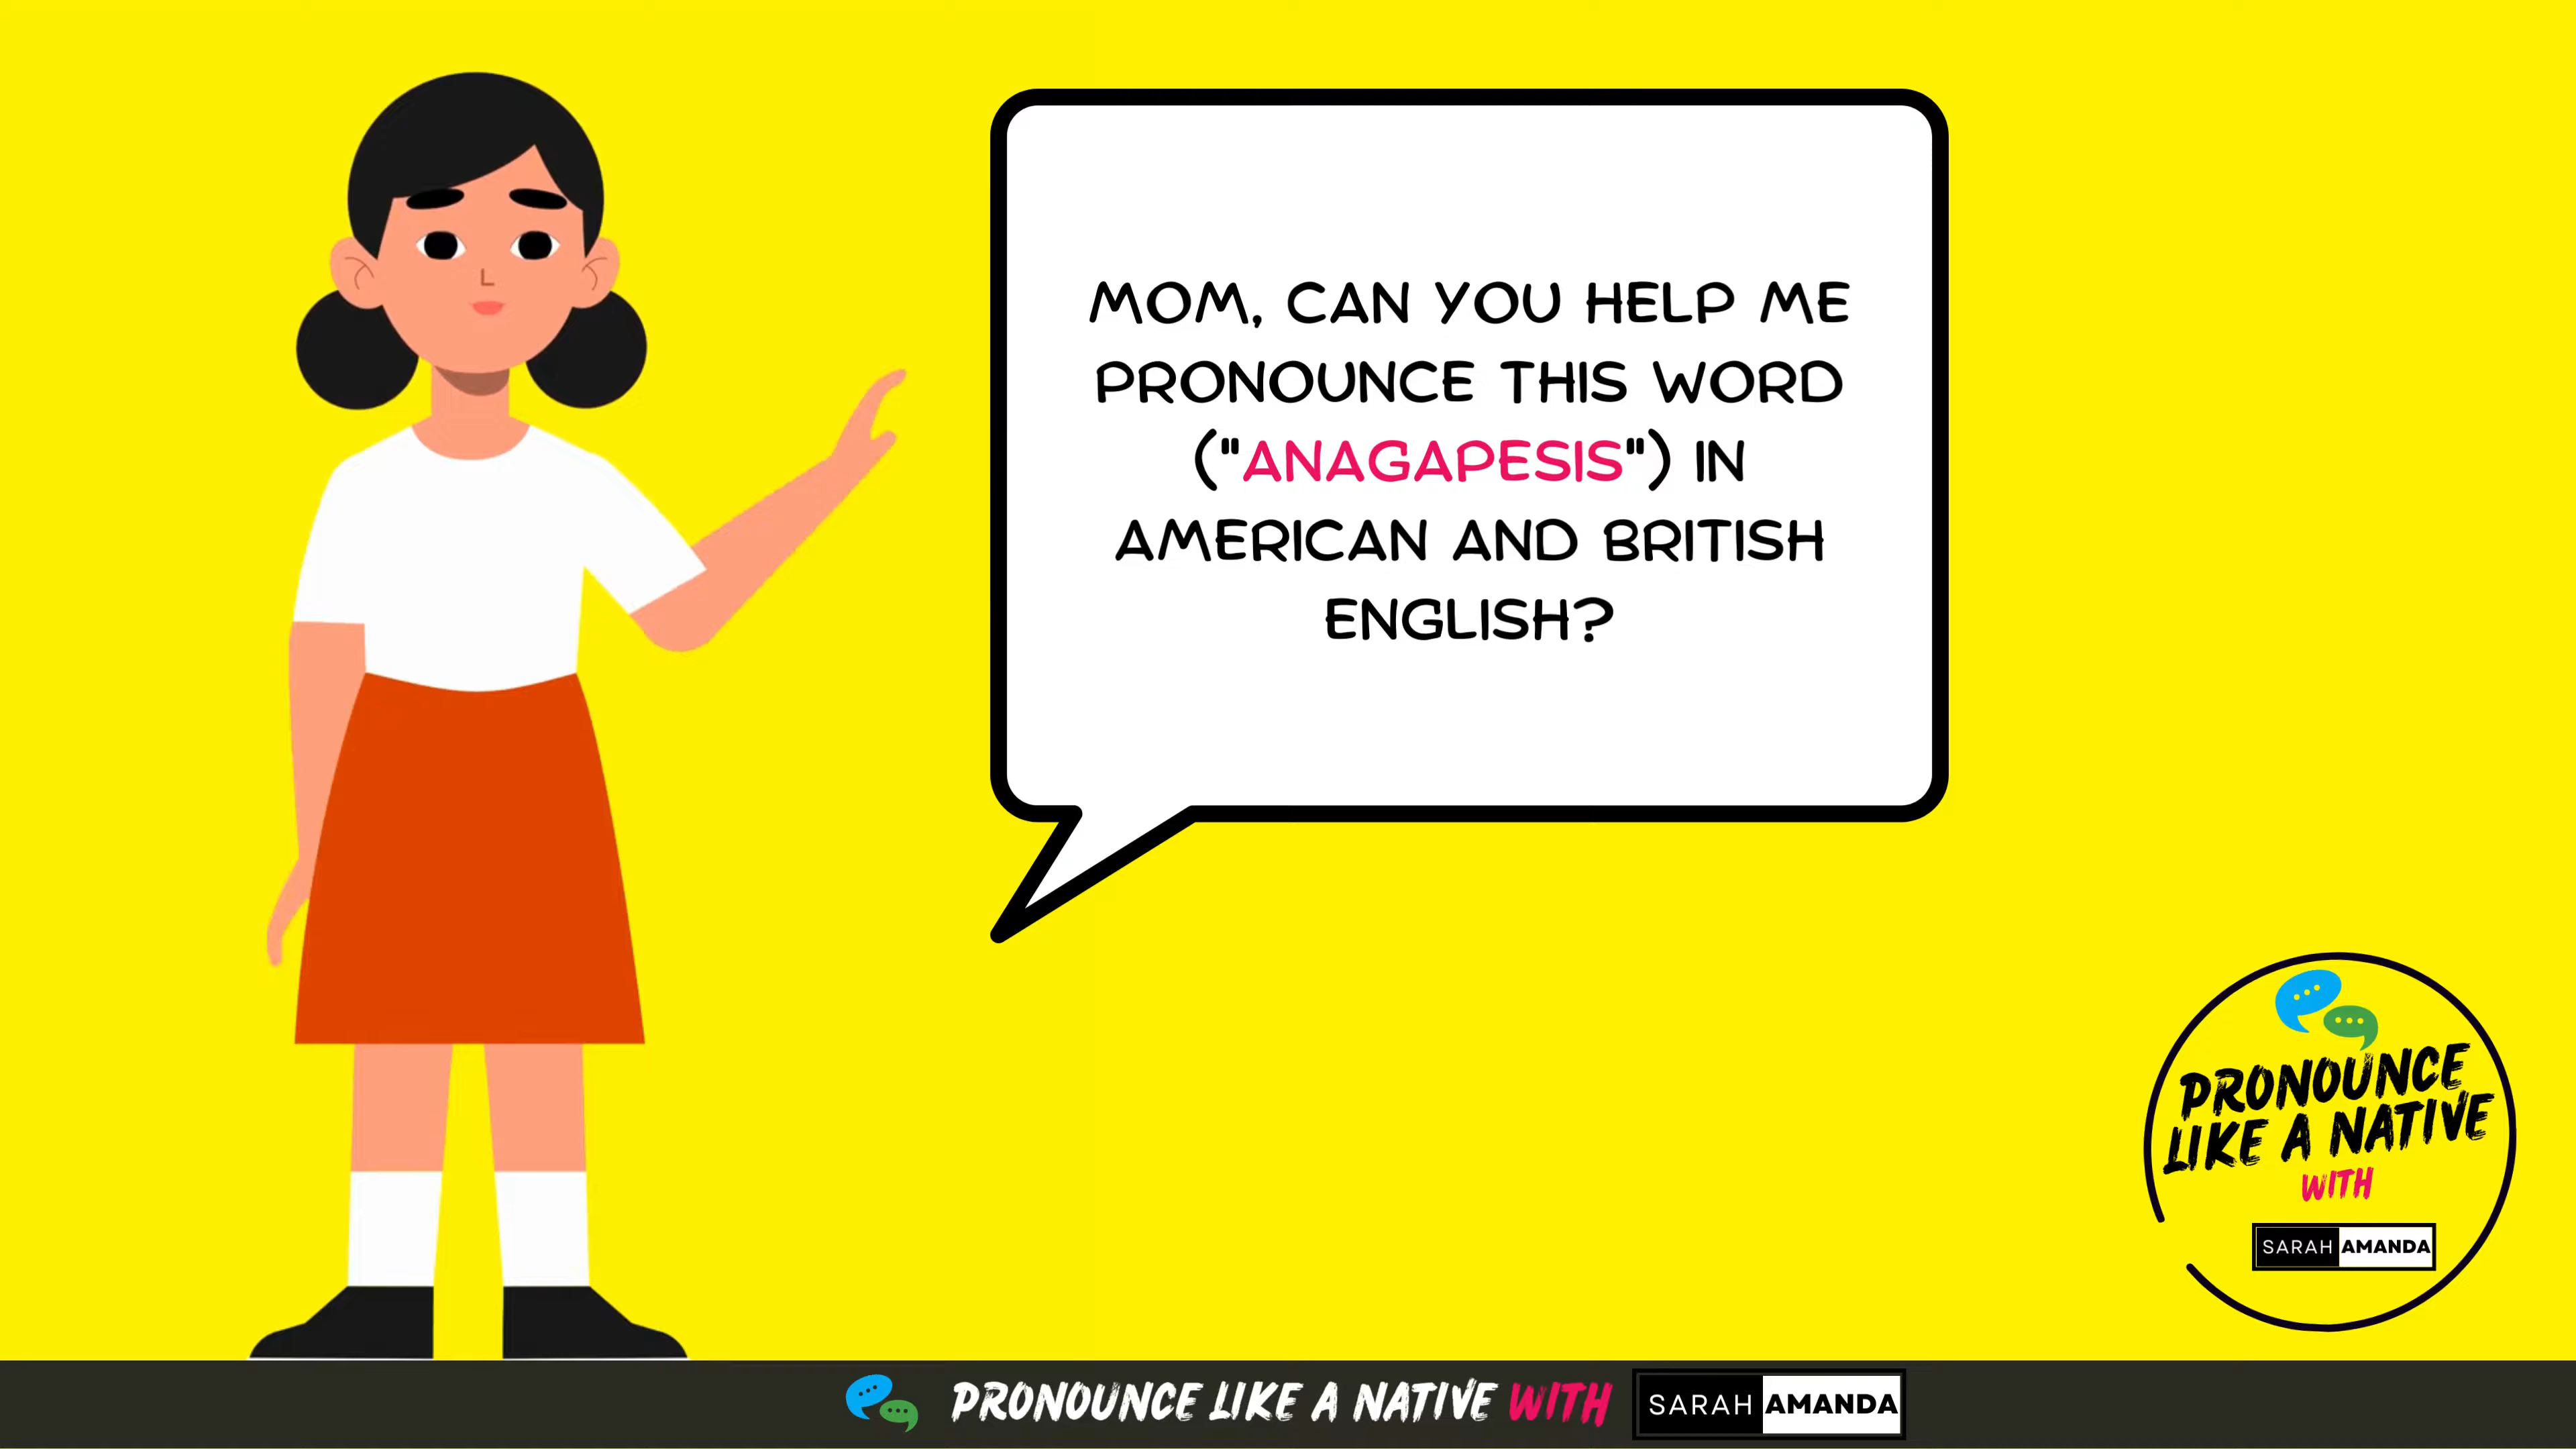 MOM, CAN YOU HELP ME
PRONOUNCE THIS WORD
("ANAGAPESIS") IN
AMERICAN AND BRITISH
ENGLISH?
PRONOUNCE
LIKE A NATIVE
WITH
SARAH AMANDA
PRONOUNCE LIKE A NATIVE WITH SARAH AMANDA